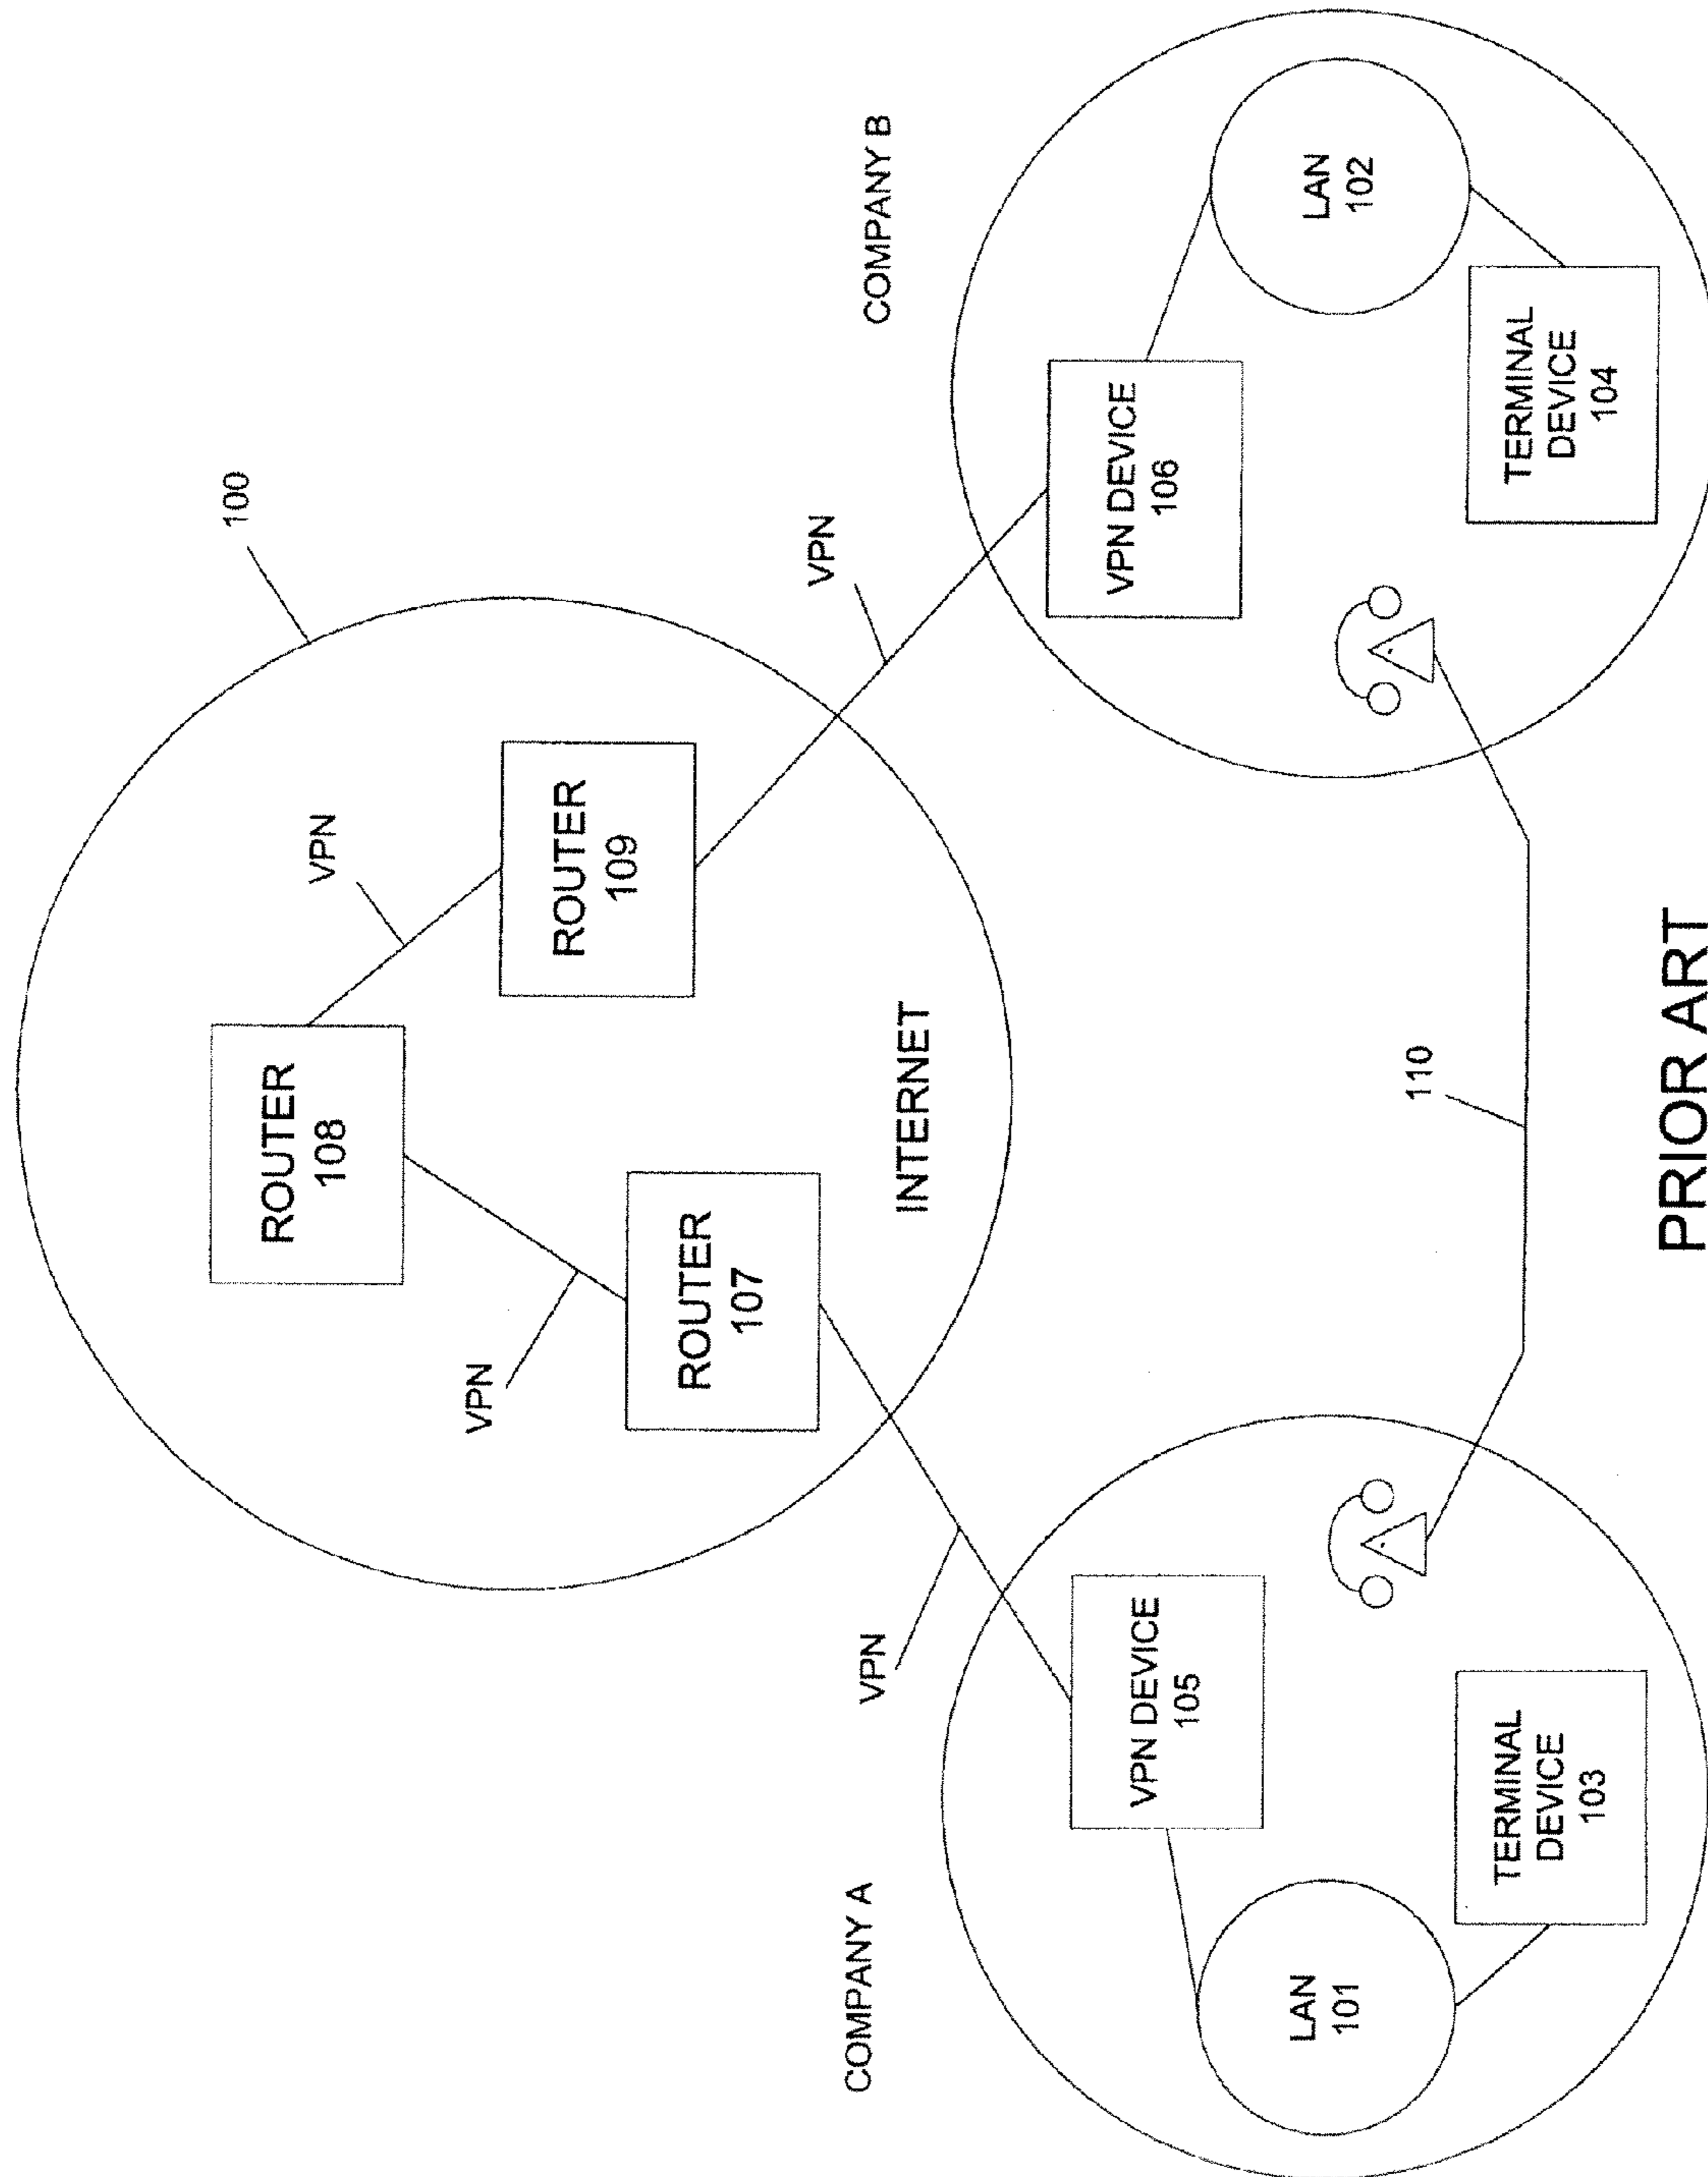 100
VPN
ROUTER
108
ROUTER
109
VPN
ROUTER
107
INTERNET
VPN
VPN
COMPANY A
COMPANY B
VPN DEVICE
105
VPN DEVICE
106
LAN
101
LAN
102
TERMINAL
DEVICE
103
TERMINAL
DEVICE
104
110
PRIOR ART